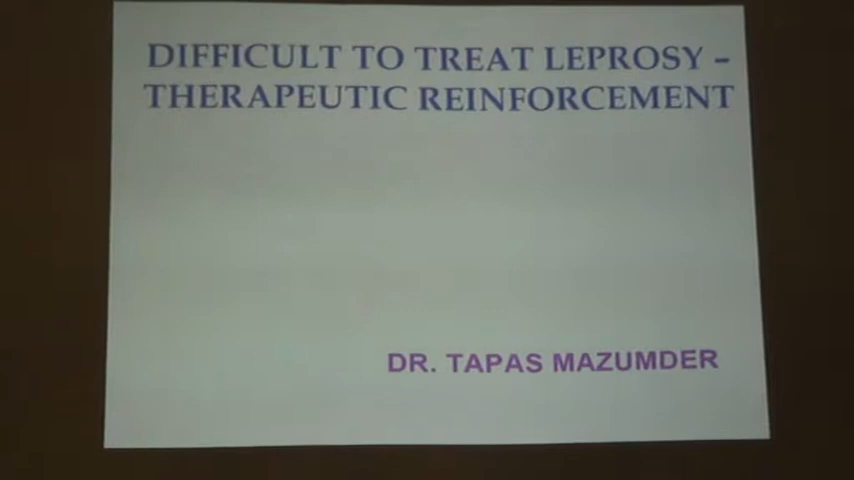 DIFFICULT TO TREAT LEPROSY –
THERAPEUTIC REINFORCEMENT
DR. TAPAS MAZUMDER